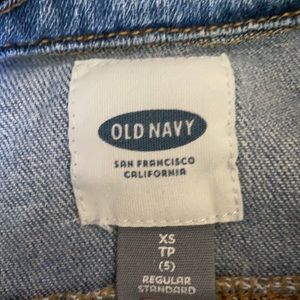 OLD NAVY
SAN FRANCISCO
CALIFORNIA
XS
TP
(5)
REGULAR
STANDARD